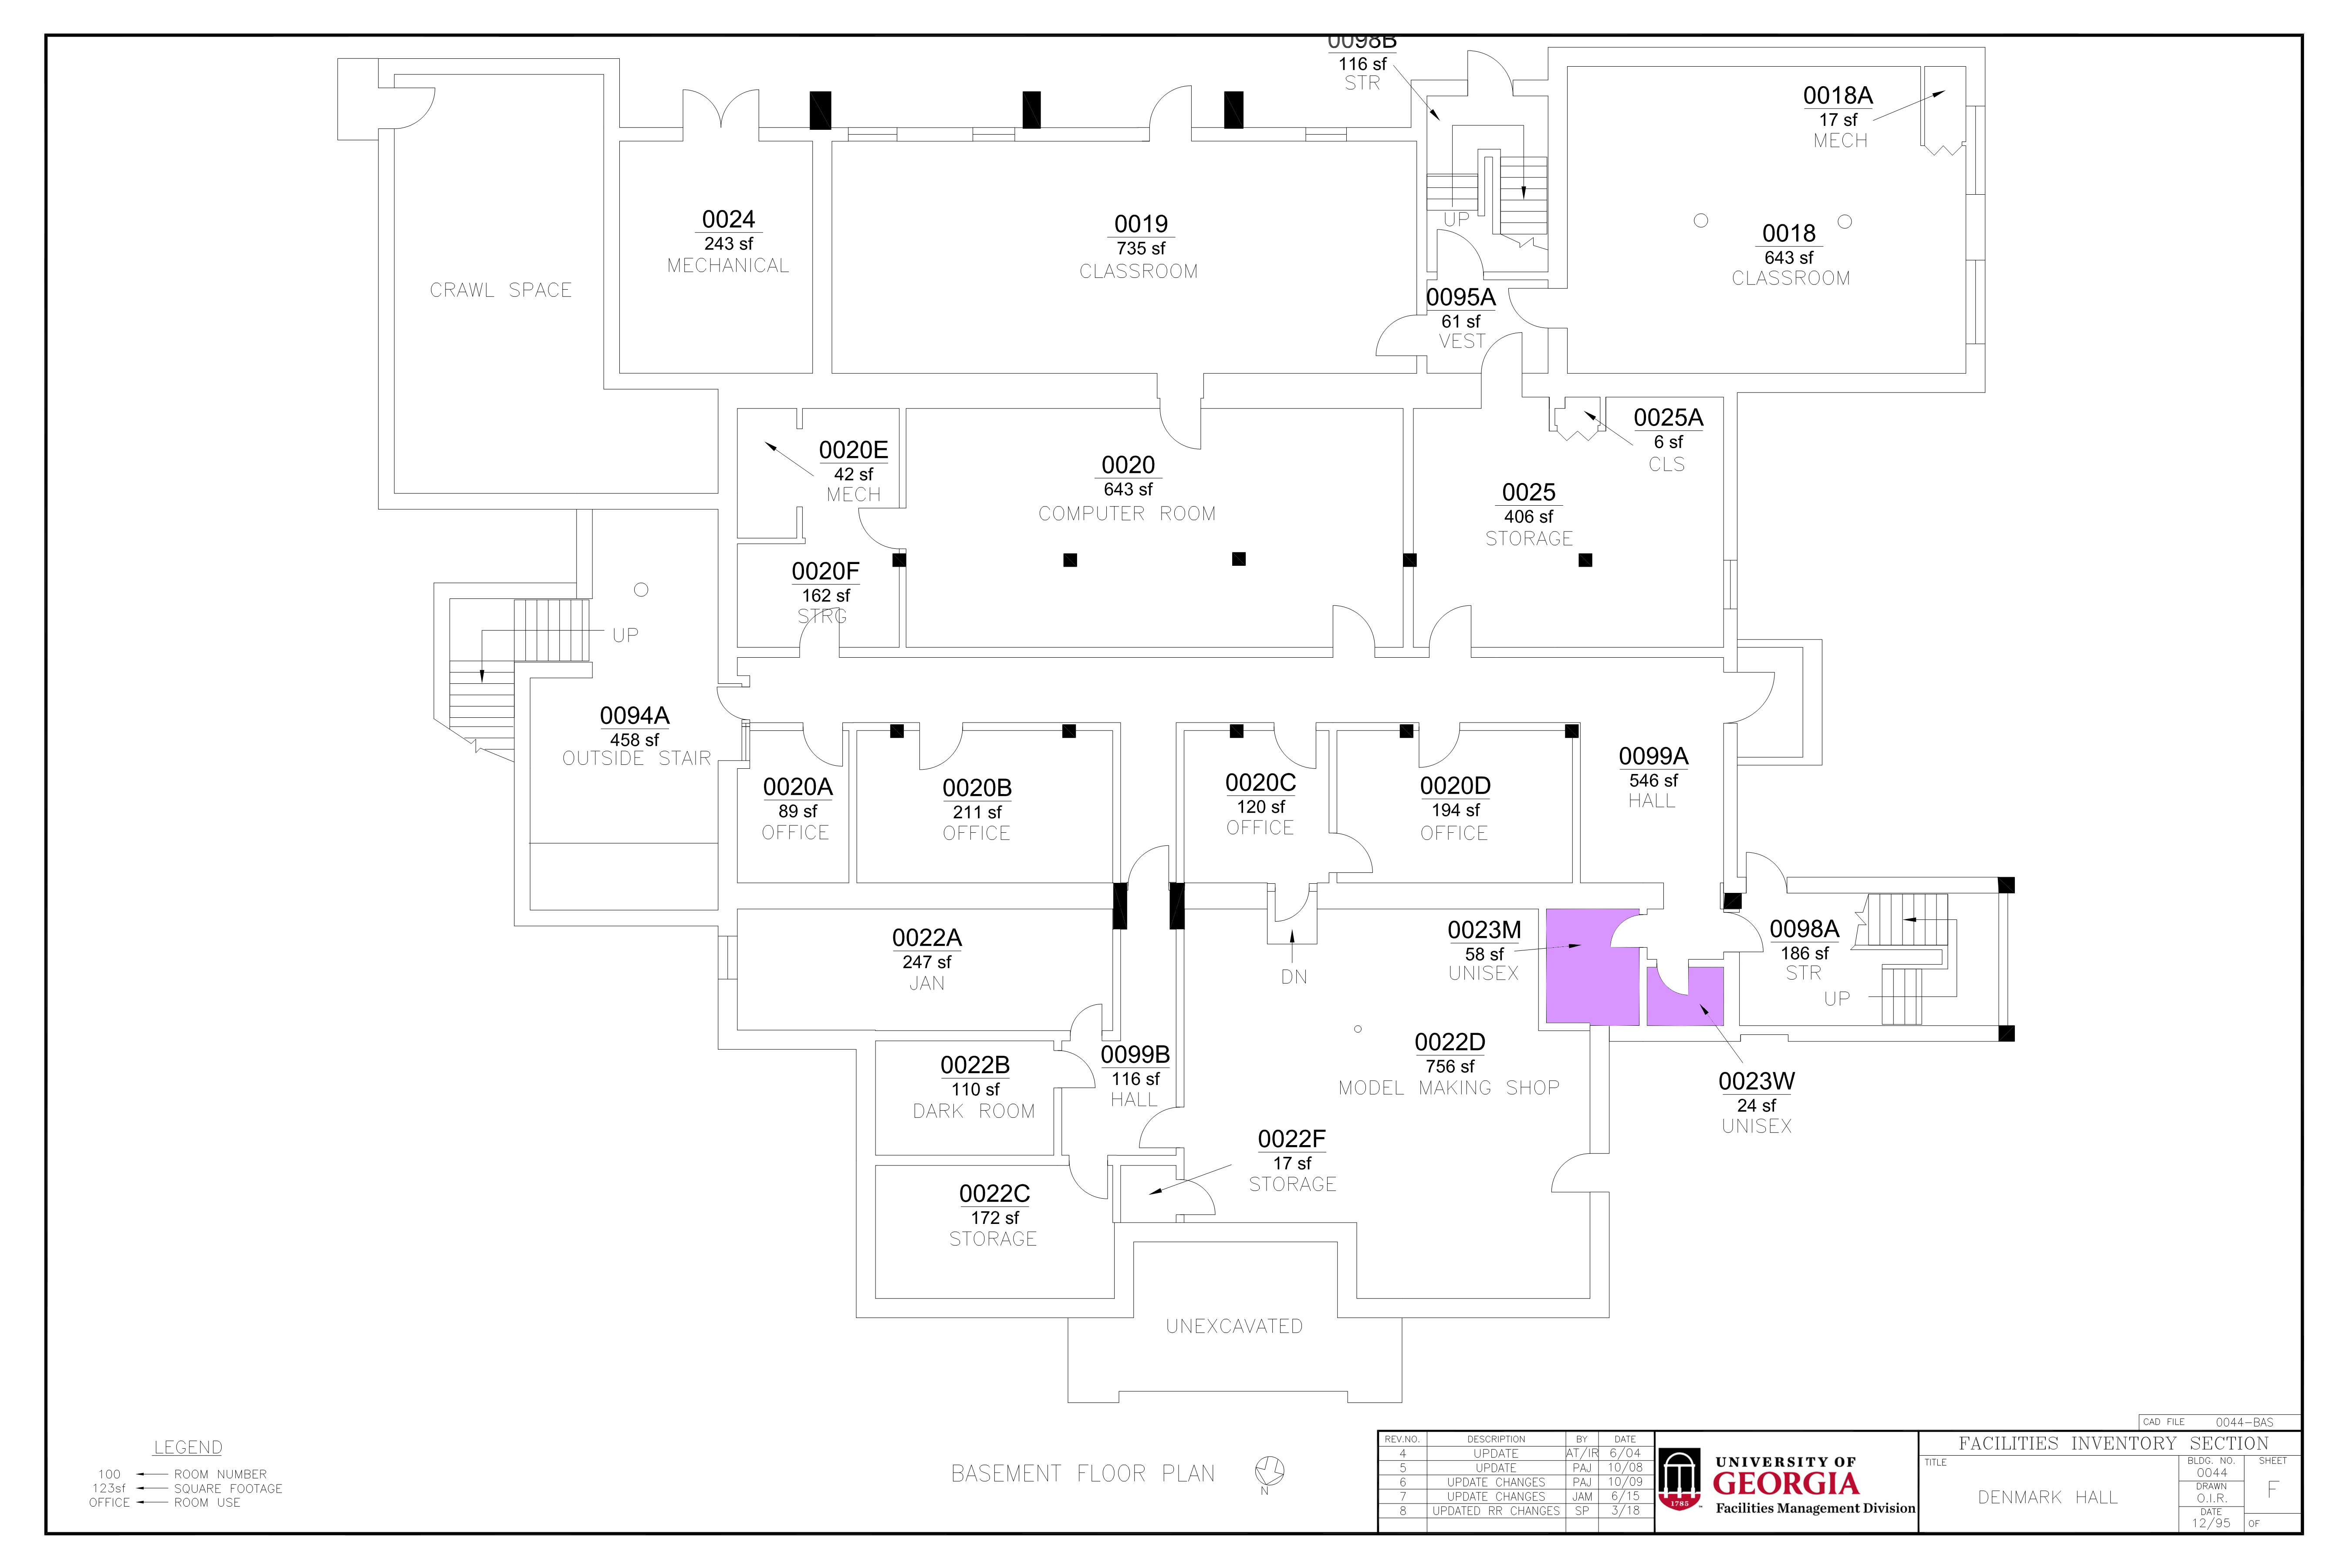 0098B
116 sf
STR
0018A
17 sf
MECH
0024
243 sf
MECHANICAL
0019
735 sf
CLASSROOM
UP
0018
643 sf
CLASSROOM
CRAWL SPACE
0095A
61 sf
VEST
0020E
42 sf
MECH
0020
643 sf
COMPUTER ROOM
0025A
6 sf
CLS
0025
406 sf
STORAGE
0020F
162 sf
STRG
UP
0094A
458 sf
OUTSIDE STAIR
0020A
89 sf
OFFICE
0020B
211 sf
OFFICE
0020C
120 sf
OFFICE
0020D
194 sf
OFFICE
0099A
546 sf
HALL
0022A
247 sf
JAN
DN
0023M
58 sf
UNISEX
0098A
186 sf
STR
UP
0022B
110 sf
DARK ROOM
0099B
116 sf
HALL
0022D
756 sf
MODEL MAKING SHOP
0023W
24 sf
UNISEX
0022F
17 sf
STORAGE
0022C
172 sf
STORAGE
UNEXCAVATED
LEGEND
100 ROOM NUMBER
123sf SQUARE FOOTAGE
OFFICE ROOM USE
BASEMENT FLOOR PLAN
N
CAD FILE 0044-BAS
REV.NO. DESCRIPTION BY DATE
4 UPDATE AT/IR 6/04
5 UPDATE PAJ 10/08
6 UPDATE CHANGES PAJ 10/09
7 UPDATE CHANGES JAM 6/15
8 UPDATED RR CHANGES SP 3/18
1785
UNIVERSITY OF
GEORGIA
Facilities Management Division
FACILITIES INVENTORY SECTION
TITLE
DENMARK HALL
BLDG. NO.
0044
DRAWN
O.I.R.
DATE
12/95
SHEET
F
OF